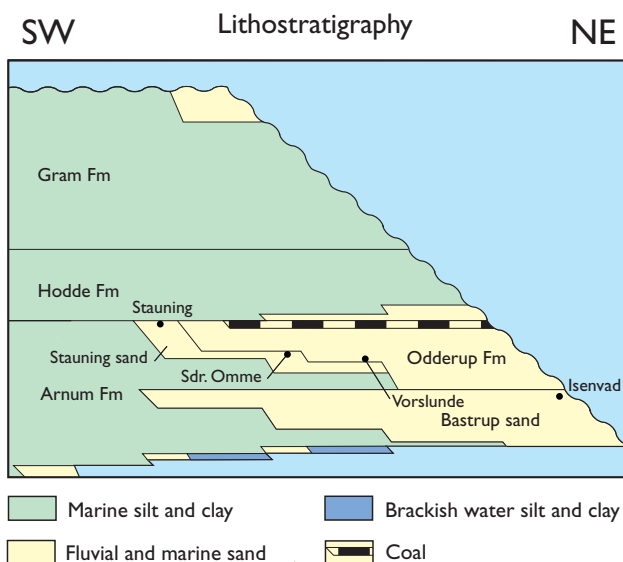 SW Lithostratigraphy NE
Gram Fm
Hodde Fm
Stauning
Stauning sand
Odderup Fm
Sdr. Omme
Isenvad
Arnum Fm
Vorslunde
Bastrup sand
Marine silt and clay
Brackish water silt and clay
Fluvial and marine sand
Coal